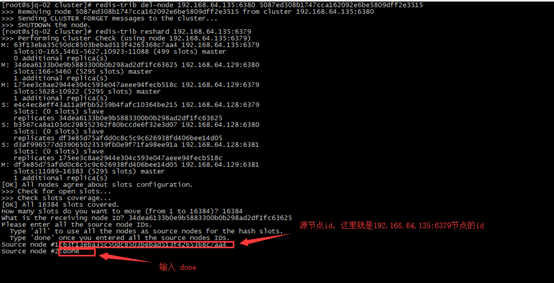 [root@sjq-02 cluster]# redis-trib del-node 192.168.64.135:6380 5087ed308b1747cca162092e6be5809ffd2e3515
>>> Removing node 5087ed308b1747cca162092e6be5809ffd2e3515 from cluster 192.168.64.135:6380
>>> Sending CLUSTER FORGET messages to the cluster...
>>> SHUTDOWN the node.
[root@sjq-02 cluster]# redis-trib reshard 192.168.64.135:6379
>>> Performing Cluster Check (using node 192.168.64.135:6379)
M: 63f13eba35c50dc8503bebad513f4265368c7aa4 192.168.64.135:6379
slots:0-165,5461-5627,10923-11088 (499 slots) master
0 additional replica(s)
M: 34dea6133b0e9b5883300b0b298ad2df1fc63625 192.168.64.129:6380
slots:166-5460 (5295 slots) master
1 additional replica(s)
M: 175ee3c8ae2944e304c593e047aeee94fecb518c 192.168.64.129:6379
slots:5628-10922 (5295 slots) master
1 additional replica(s)
S: e4c4ec8eff43a11a9fbb5259b4fafc10364be215 192.168.64.128:6379
slots: (0 slots) slave
replicates 34dea6133b0e9b5883300b0b298ad2df1fc63625
S: b3567ca8a103dc298552362f80bccde6f32e3d07 192.168.64.128:6380
slots: (0 slots) slave
replicates df3e85d75afdd0c8c5c9c626938fd406bee14d05
S: d3af996577dd39065023539fb0e9f71fa98ee91a 192.168.64.128:6381
slots: (0 slots) slave
replicates 175ee3c8ae2944e304c593e047aeee94fecb518c
M: df3e85d75afdd0c8c5c9c626938fd406bee14d05 192.168.64.129:6381
slots:11089-16383 (5295 slots) master
1 additional replica(s)
[OK] All nodes agree about slots configuration.
>>> Check for open slots...
>>> Check slots coverage...
[OK] All 16384 slots covered.
How many slots do you want to move (from 1 to 16384)? 16384
What is the receiving node ID? 34dea6133b0e9b5883300b0b298ad2df1fc63625
Please enter all the source node IDs.
Type 'all' to use all the nodes as source nodes for the hash slots.
Type 'done' once you entered all the source nodes IDs.
Source node #1:63f13eba35c50dc8503bebad513f4265368c7aa4
源节点id，这里就是192.168.64.135:6379节点的id
Source node #2:done
输入 done